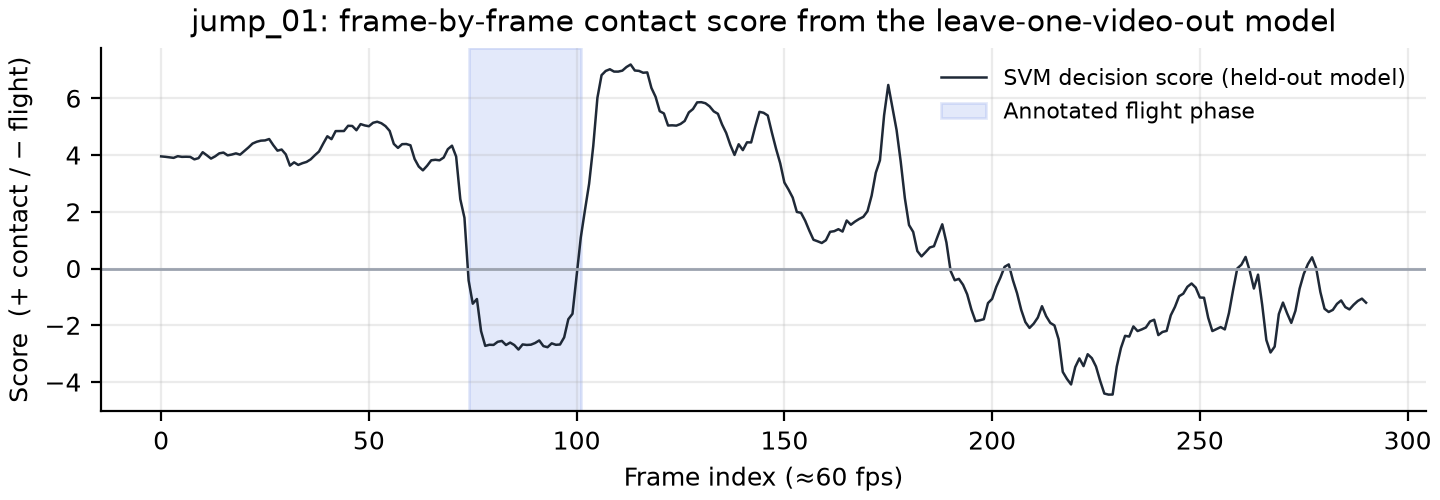 jump_01: frame-by-frame contact score from the leave-one-video-out model
Score (+ contact / − flight)
6
4
2
0
−2
−4
SVM decision score (held-out model)
Annotated flight phase
0 50 100 150 200 250 300
Frame index (≈60 fps)